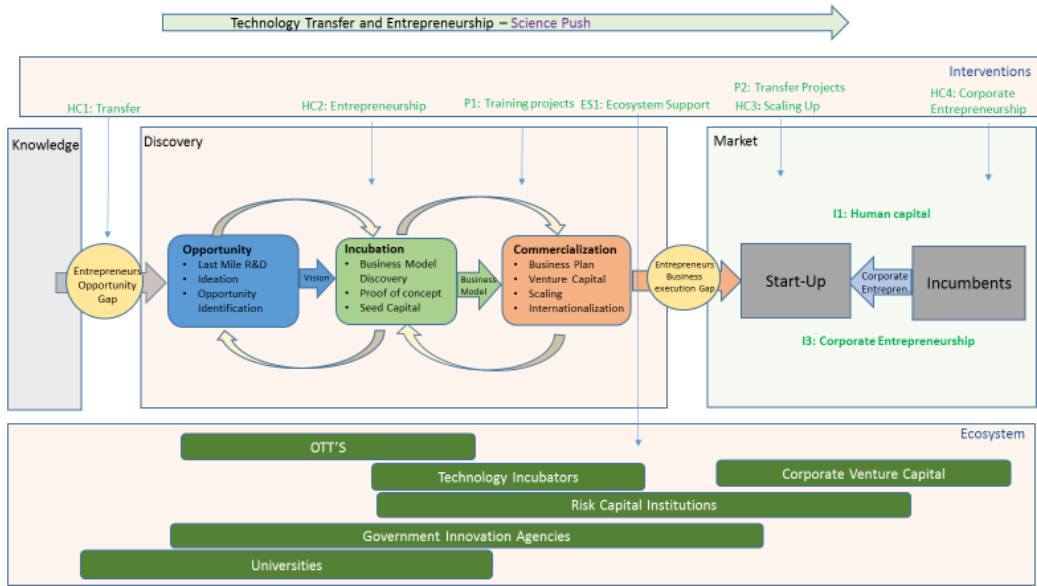 Technology Transfer and Entrepreneurship – Science Push
Interventions
HC1: Transfer
HC2: Entrepreneurship
P1: Training projects
ES1: Ecosystem Support
P2: Transfer Projects
HC3: Scaling Up
HC4: Corporate
Entrepreneurship
Knowledge
Discovery
Market
Entrepreneurs
Opportunity
Gap
Opportunity
• Last Mile R&D
• Ideation
• Opportunity
Identification
Vision
Incubation
• Business Model
Discovery
• Proof of concept
• Seed Capital
Business
Model
Commercialization
• Business Plan
• Venture Capital
• Scaling
• Internationalization
Entrepreneurs
Business
execution Gap
I1: Human capital
Start-Up
Corporate
Entrepren.
Incumbents
I3: Corporate Entrepreneurship
Ecosystem
OTT'S
Technology Incubators
Corporate Venture Capital
Risk Capital Institutions
Government Innovation Agencies
Universities